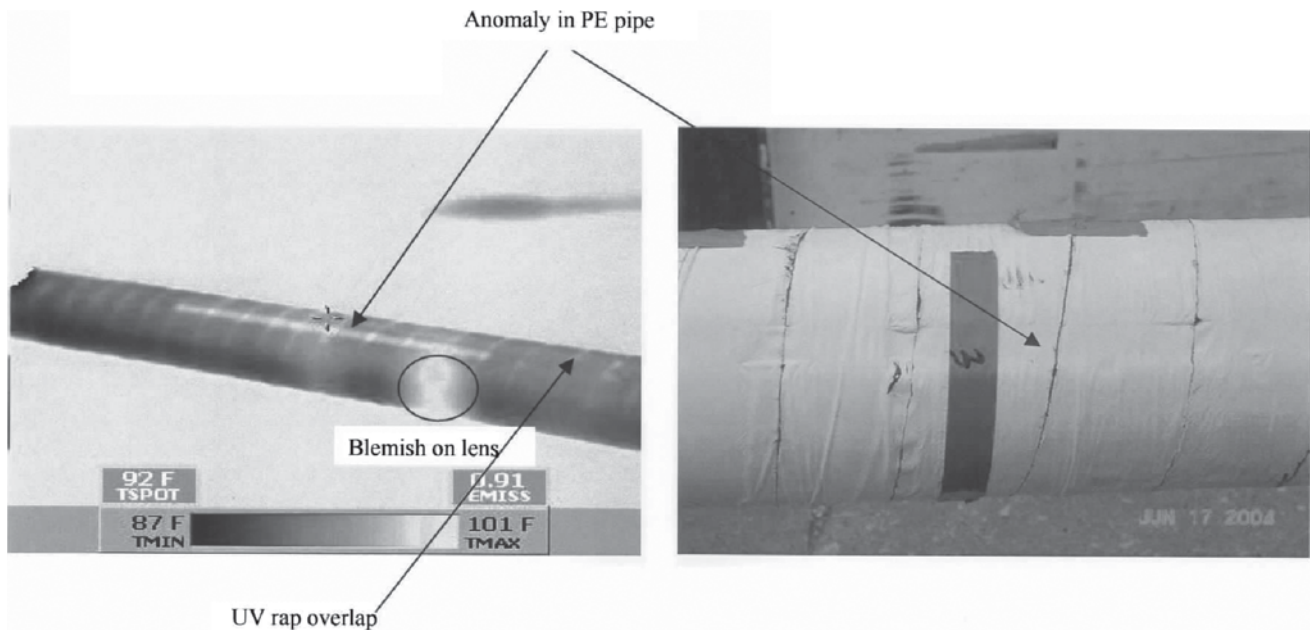 Anomaly in PE pipe
Blemish on lens
92 F
TSPOT
0.91
EMISS
87 F
TMIN
101 F
TMAX
UV rap overlap
3
JUN 17 2004